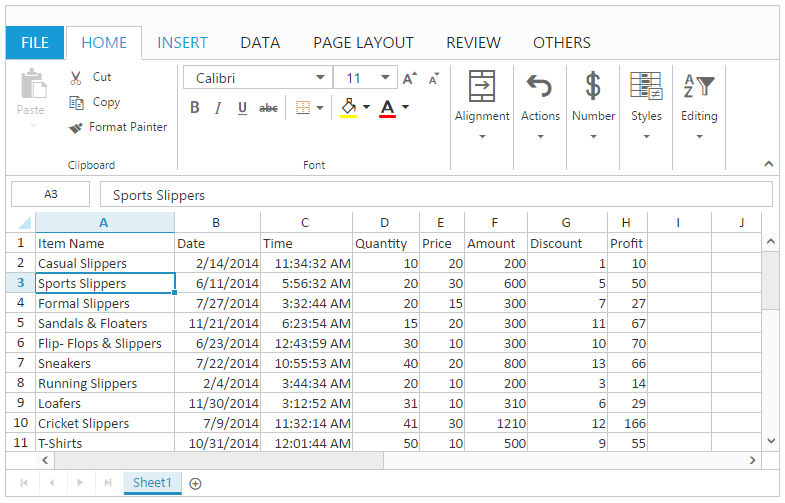 FILE HOME INSERT DATA PAGE LAYOUT REVIEW OTHERS
Paste
Cut
Copy
Format Painter
Clipboard
Calibri 11 A A
B I U abc A
Font
Alignment
Actions
$ Number
Styles
A Z Editing
A3 Sports Slippers
A B C D E F G H I J
1 Item Name Date Time Quantity Price Amount Discount Profit
2 Casual Slippers 2/14/2014 11:34:32 AM 10 20 200 1 10
3 Sports Slippers 6/11/2014 5:56:32 AM 20 30 600 5 50
4 Formal Slippers 7/27/2014 3:32:44 AM 20 15 300 7 27
5 Sandals & Floaters 11/21/2014 6:23:54 AM 15 20 300 11 67
6 Flip- Flops & Slippers 6/23/2014 12:43:59 AM 30 10 300 10 70
7 Sneakers 7/22/2014 10:55:53 AM 40 20 800 13 66
8 Running Slippers 2/4/2014 3:44:34 AM 20 10 200 3 14
9 Loafers 11/30/2014 3:12:52 AM 31 10 310 6 29
10 Cricket Slippers 7/9/2014 11:32:14 AM 41 30 1210 12 166
11 T-Shirts 10/31/2014 12:01:44 AM 50 10 500 9 55
Sheet1